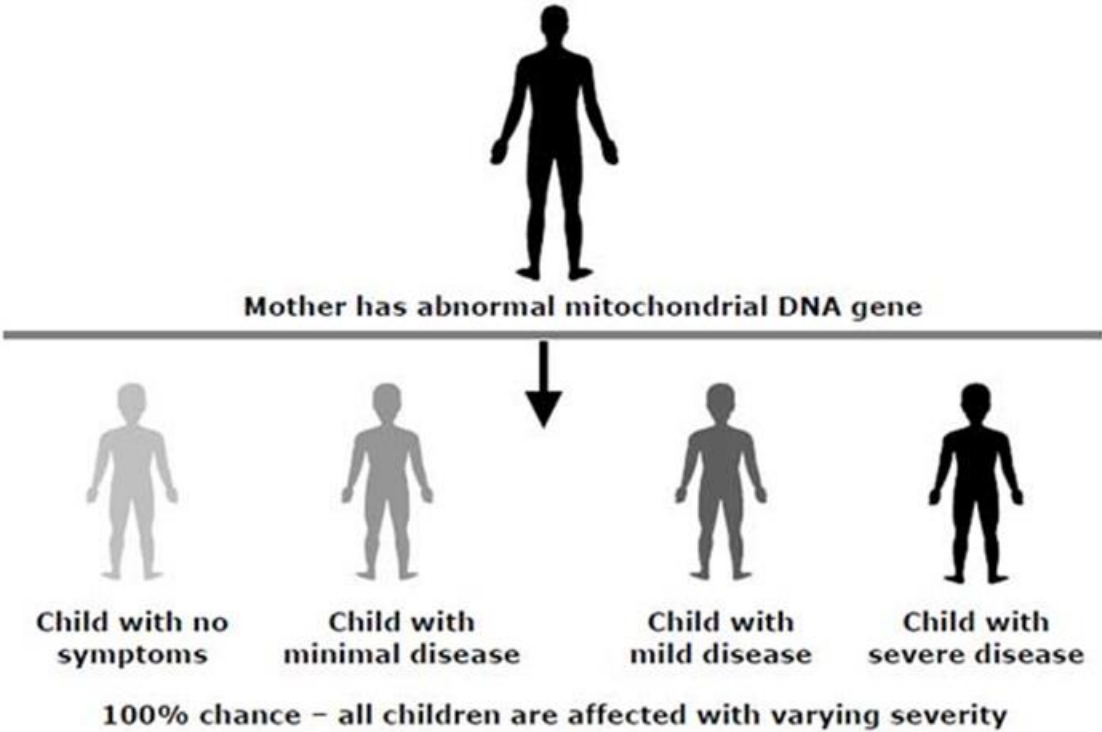 Mother has abnormal mitochondrial DNA gene
Child with no
symptoms
Child with
minimal disease
Child with
mild disease
Child with
severe disease
100% chance – all children are affected with varying severity